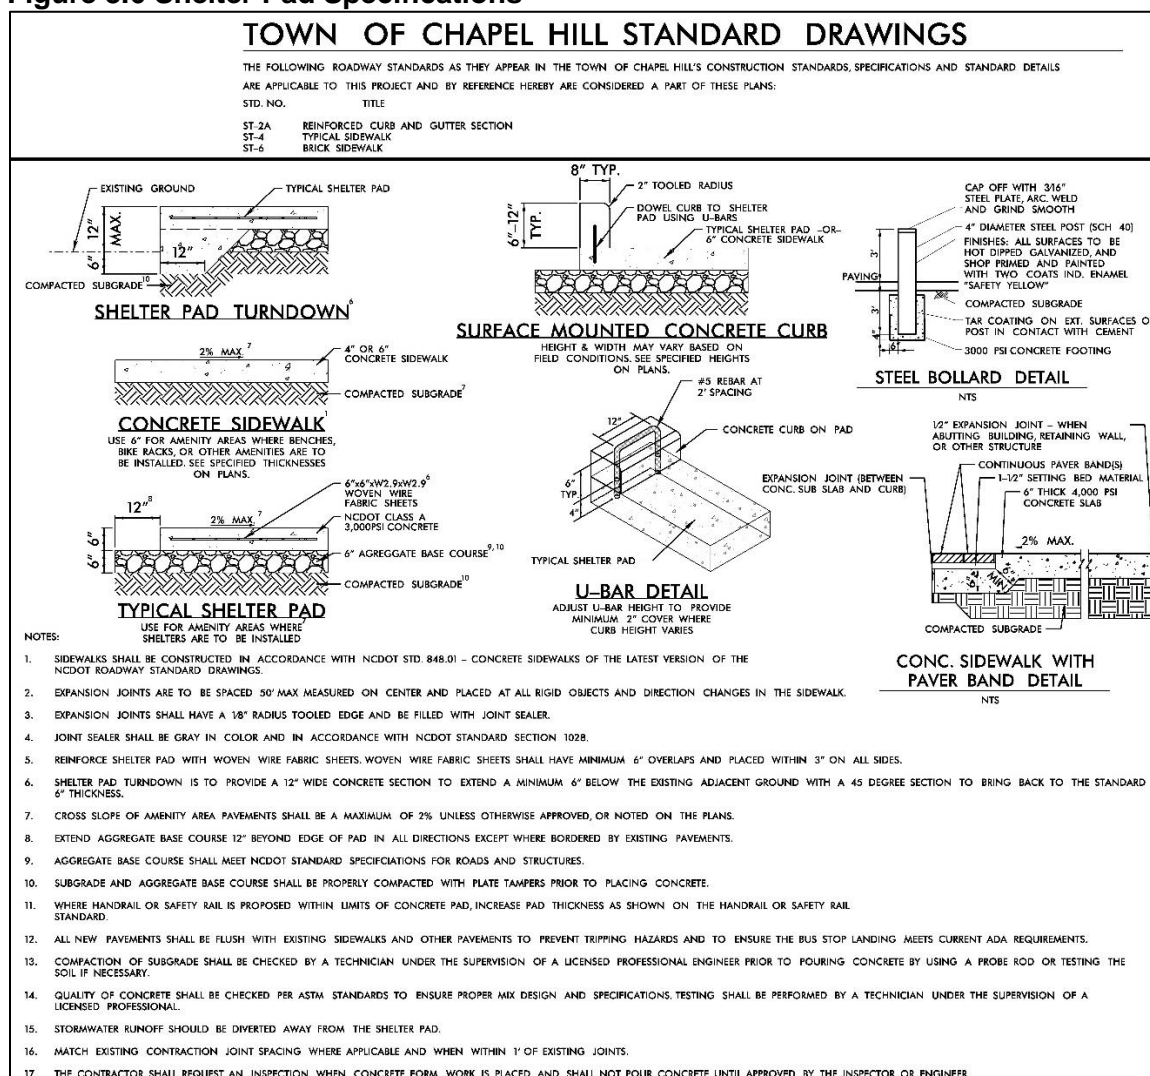 Figure 3.6 Shelter Pad Specifications
TOWN OF CHAPEL HILL STANDARD DRAWINGS
THE FOLLOWING ROADWAY STANDARDS AS THEY APPEAR IN THE TOWN OF CHAPEL HILL'S CONSTRUCTION STANDARDS, SPECIFICATIONS AND STANDARD DETAILS
ARE APPLICABLE TO THIS PROJECT AND BY REFERENCE HEREBY ARE CONSIDERED A PART OF THESE PLANS:
STD. NO. TITLE
ST-2A REINFORCED CURB AND GUTTER SECTION
ST-4 TYPICAL SIDEWALK
ST-6 BRICK SIDEWALK
EXISTING GROUND
TYPICAL SHELTER PAD
12" MAX.
6"
12"
COMPACTED SUBGRADE 10
SHELTER PAD TURNDOWN 6
2% MAX. 7
4" OR 6"
CONCRETE SIDEWALK
COMPACTED SUBGRADE 7
CONCRETE SIDEWALK 1
USE 6" FOR AMENITY AREAS WHERE BENCHES,
BIKE RACKS, OR OTHER AMENITIES ARE TO
BE INSTALLED. SEE SPECIFIED THICKNESSES
ON PLANS.
12" 8
2% MAX. 7
6" 6"
6"x6"xW2.9xW2.9 6
WOVEN WIRE
FABRIC SHEETS
NCDOT CLASS A
3,000PSI CONCRETE
6" AGREGGATE BASE COURSE 9,10
COMPACTED SUBGRADE 10
TYPICAL SHELTER PAD
USE FOR AMENITY AREAS WHERE 7
SHELTERS ARE TO BE INSTALLED
8" TYP.
2" TOOLED RADIUS
DOWEL CURB TO SHELTER
PAD USING U-BARS
TYPICAL SHELTER PAD -OR-
6" CONCRETE SIDEWALK
6"-12"
TYP.
SURFACE MOUNTED CONCRETE CURB
HEIGHT & WIDTH MAY VARY BASED ON
FIELD CONDITIONS. SEE SPECIFIED HEIGHTS
ON PLANS.
#5 REBAR AT
2' SPACING
12"
CONCRETE CURB ON PAD
6"
TYP.
4"
TYPICAL SHELTER PAD
U-BAR DETAIL
ADJUST U-BAR HEIGHT TO PROVIDE
MINIMUM 2" COVER WHERE
CURB HEIGHT VARIES
CAP OFF WITH 3/16"
STEEL PLATE, ARC. WELD
AND GRIND SMOOTH
4" DIAMETER STEEL POST (SCH 40)
FINISHES: ALL SURFACES TO BE
HOT DIPPED GALVANIZED, AND
SHOP PRIMED AND PAINTED
WITH TWO COATS IND. ENAMEL
"SAFETY YELLOW"
3'
PAVING
COMPACTED SUBGRADE
3'
TAR COATING ON EXT. SURFACES
POST IN CONTACT WITH CEMENT
4"
6"
3000 PSI CONCRETE FOOTING
STEEL BOLLARD DETAIL
NTS
1/2" EXPANSION JOINT - WHEN
ABUTTING BUILDING, RETAINING WALL,
OR OTHER STRUCTURE
CONTINUOUS PAVER BAND(S)
1-1/2" SETTING BED MATERIAL
6" THICK 4,000 PSI
CONCRETE SLAB
EXPANSION JOINT (BETWEEN
CONC. SUB SLAB AND CURB)
2% MAX.
MIN
COMPACTED SUBGRADE
CONC. SIDEWALK WITH
PAVER BAND DETAIL
NTS
NOTES:
1. SIDEWALKS SHALL BE CONSTRUCTED IN ACCORDANCE WITH NCDOT STD. 848.01 - CONCRETE SIDEWALKS OF THE LATEST VERSION OF THE
NCDOT ROADWAY STANDARD DRAWINGS.
2. EXPANSION JOINTS ARE TO BE SPACED 50' MAX MEASURED ON CENTER AND PLACED AT ALL RIGID OBJECTS AND DIRECTION CHANGES IN THE SIDEWALK.
3. EXPANSION JOINTS SHALL HAVE A 1/8" RADIUS TOOLED EDGE AND BE FILLED WITH JOINT SEALER.
4. JOINT SEALER SHALL BE GRAY IN COLOR AND IN ACCORDANCE WITH NCDOT STANDARD SECTION 1028.
5. REINFORCE SHELTER PAD WITH WOVEN WIRE FABRIC SHEETS. WOVEN WIRE FABRIC SHEETS SHALL HAVE MINIMUM 6" OVERLAPS AND PLACED WITHIN 3" ON ALL SIDES.
6. SHELTER PAD TURNDOWN IS TO PROVIDE A 12" WIDE CONCRETE SECTION TO EXTEND A MINIMUM 6" BELOW THE EXISTING ADJACENT GROUND WITH A 45 DEGREE SECTION TO BRING BACK TO THE STANDARD
6" THICKNESS.
7. CROSS SLOPE OF AMENITY AREA PAVEMENTS SHALL BE A MAXIMUM OF 2% UNLESS OTHERWISE APPROVED, OR NOTED ON THE PLANS.
8. EXTEND AGGREGATE BASE COURSE 12" BEYOND EDGE OF PAD IN ALL DIRECTIONS EXCEPT WHERE BORDERED BY EXISTING PAVEMENTS.
9. AGGREGATE BASE COURSE SHALL MEET NCDOT STANDARD SPECIFCIATIONS FOR ROADS AND STRUCTURES.
10. SUBGRADE AND AGGREGATE BASE COURSE SHALL BE PROPERLY COMPACTED WITH PLATE TAMPERS PRIOR TO PLACING CONCRETE.
11. WHERE HANDRAIL OR SAFETY RAIL IS PROPOSED WITHIN LIMITS OF CONCRETE PAD, INCREASE PAD THICKNESS AS SHOWN ON THE HANDRAIL OR SAFETY RAIL
STANDARD.
12. ALL NEW PAVEMENTS SHALL BE FLUSH WITH EXISTING SIDEWALKS AND OTHER PAVEMENTS TO PREVENT TRIPPING HAZARDS AND TO ENSURE THE BUS STOP LANDING MEETS CURRENT ADA REQUIREMENTS.
13. COMPACTION OF SUBGRADE SHALL BE CHECKED BY A TECHNICIAN UNDER THE SUPERVISION OF A LICENSED PROFESSIONAL ENGINEER PRIOR TO POURING CONCRETE BY USING A PROBE ROD OR TESTING THE
SOIL IF NECESSARY.
14. QUALITY OF CONCRETE SHALL BE CHECKED PER ASTM STANDARDS TO ENSURE PROPER MIX DESIGN AND SPECIFICATIONS. TESTING SHALL BE PERFORMED BY A TECHNICIAN UNDER THE SUPERVISION OF A
LICENSED PROFESSIONAL.
15. STORMWATER RUNOFF SHOULD BE DIVERTED AWAY FROM THE SHELTER PAD.
16. MATCH EXISTING CONTRACTION JOINT SPACING WHERE APPLICABLE AND WHEN WITHIN 1' OF EXISTING JOINTS.
17. THE CONTRACTOR SHALL REQUEST AN INSPECTION WHEN CONCRETE FORM WORK IS PLACED AND SHALL NOT POUR CONCRETE UNTIL APPROVED BY THE INSPECTOR OR ENGINEER